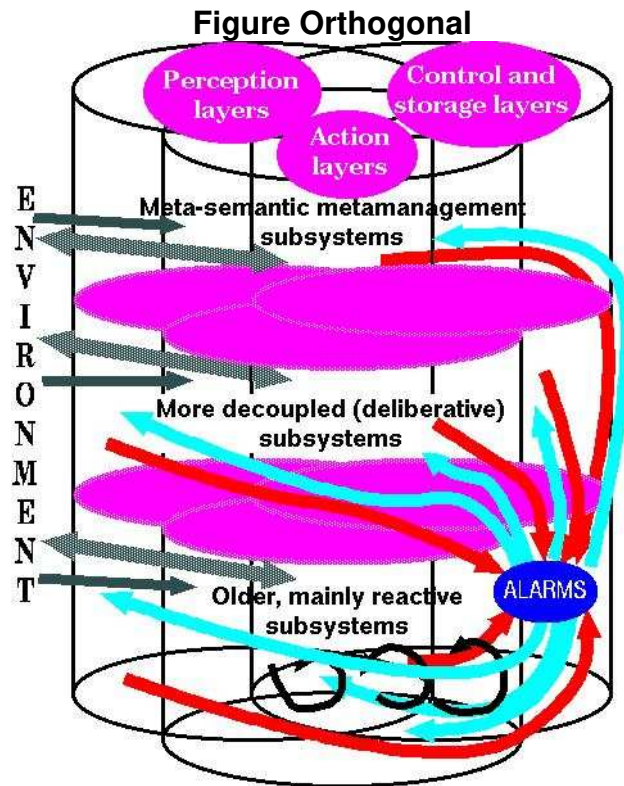 Figure Orthogonal
Perception
layers
Control and
storage layers
Action
layers
ENVIRONMENT
Meta-semantic metamanagement
subsystems
More decoupled (deliberative)
subsystems
Older, mainly reactive
subsystems
ALARMS